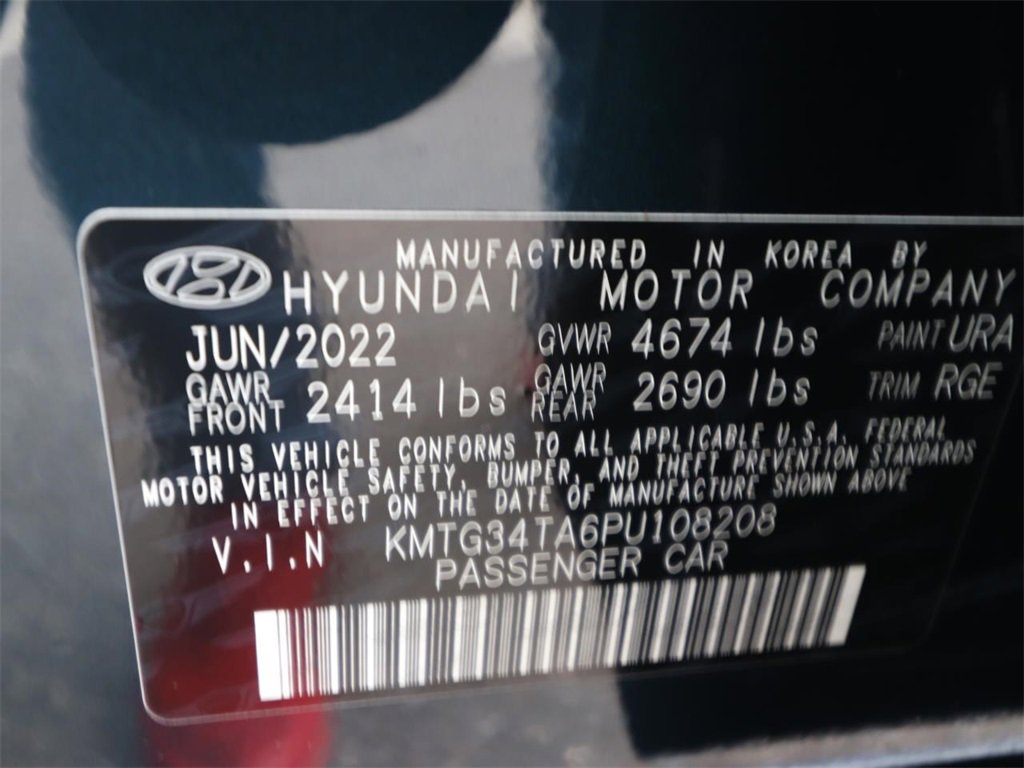 MANUFACTURED IN KOREA BY
HYUNDAI MOTOR COMPANY
JUN/2022 GVWR 4674 lbs PAINT URA
GAWR FRONT 2414 lbs GAWR REAR 2690 lbs TRIM RGE
THIS VEHICLE CONFORMS TO ALL APPLICABLE U.S.A. FEDERAL
MOTOR VEHICLE SAFETY, BUMPER, AND THEFT PREVENTION STANDARDS
IN EFFECT ON THE DATE OF MANUFACTURE SHOWN ABOVE
V.I.N KMTG34TA6PU108208
PASSENGER CAR